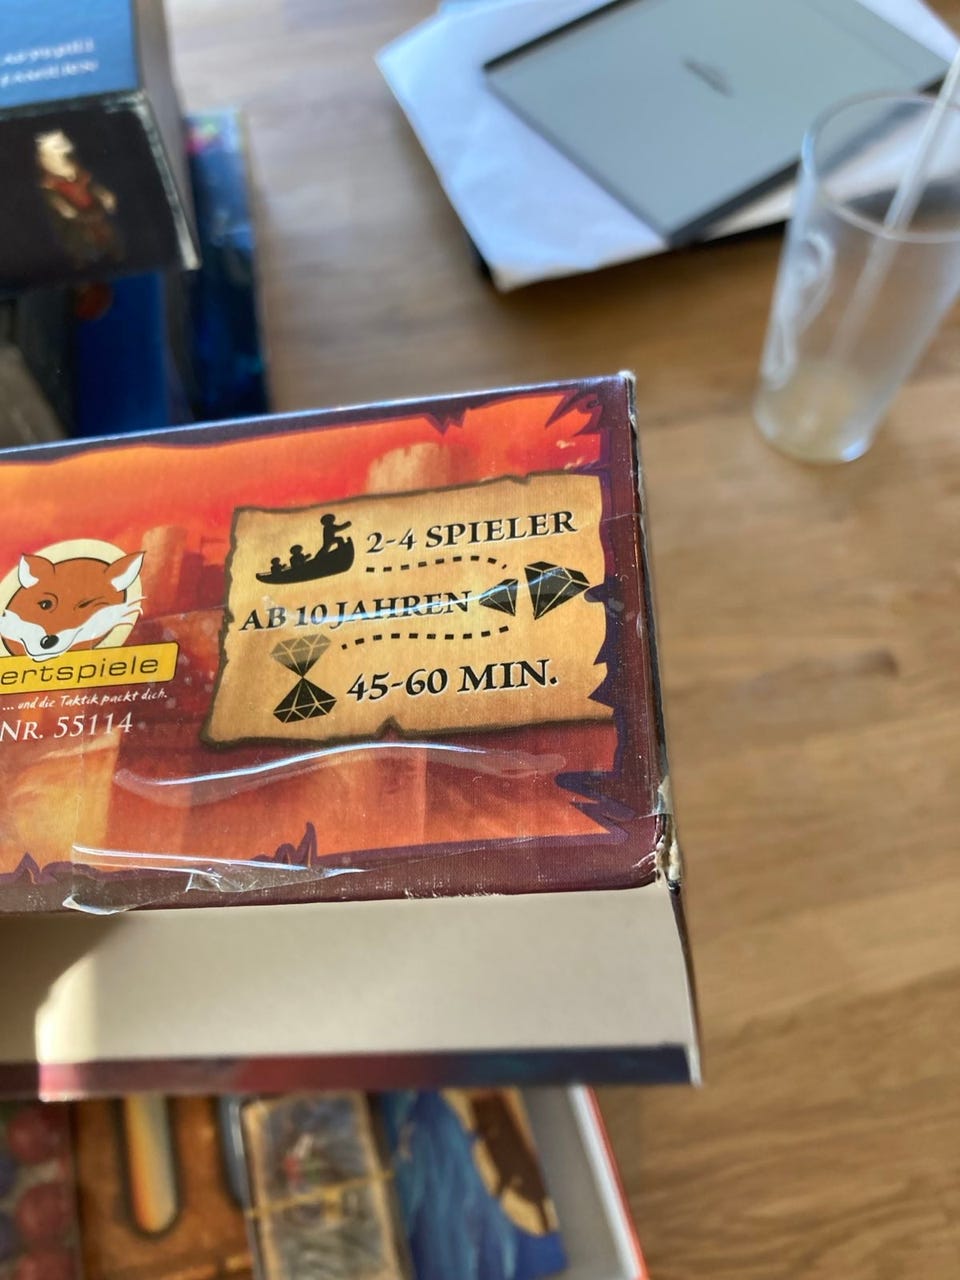 2-4 SPIELER
AB 10 JAHREN
45-60 MIN.
ertspiele
... und die Taktik packt dich.
NR. 55114